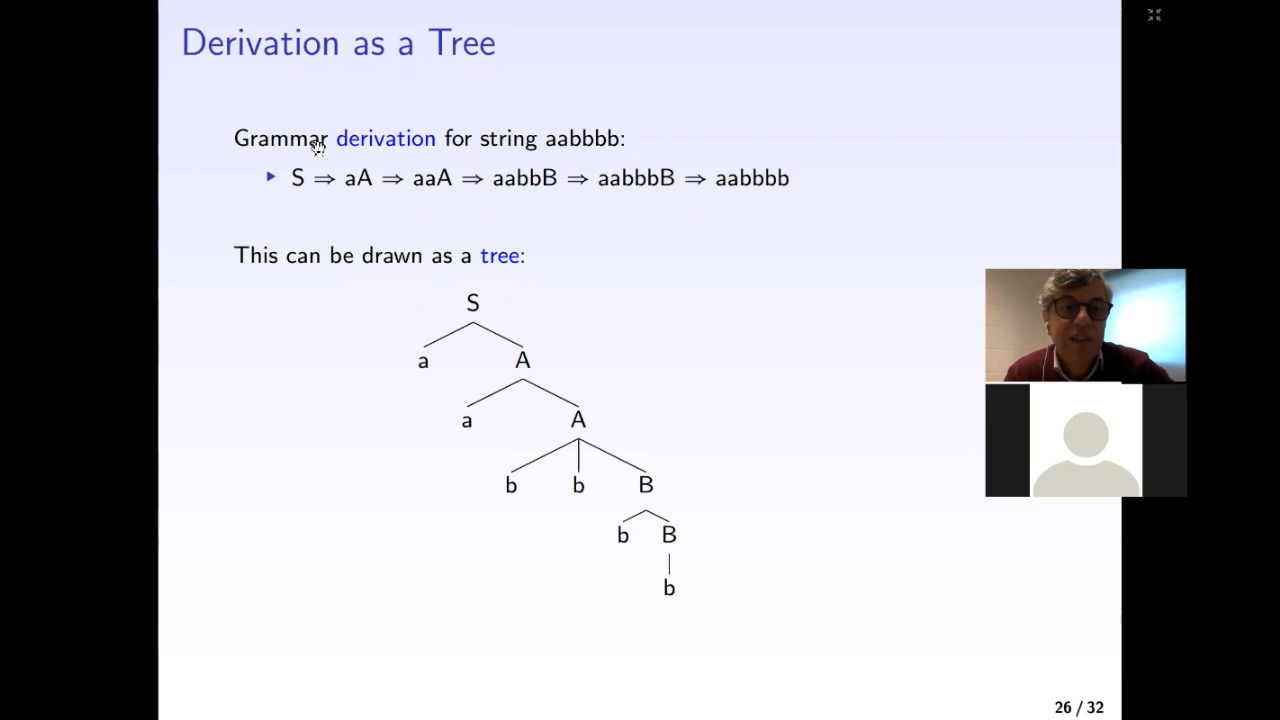 Derivation as a Tree
Grammar derivation for string aabbbb:
S ⇒ aA ⇒ aaA ⇒ aabbB ⇒ aabbbB ⇒ aabbbb
This can be drawn as a tree:
S
a A
a A
b b B
b B
b
26 / 32